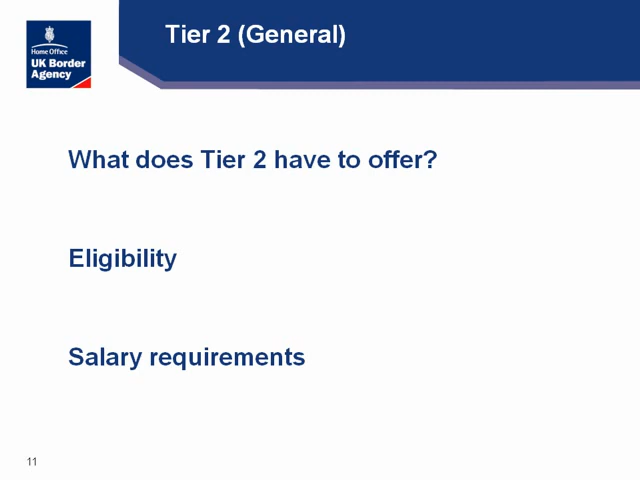 Tier 2 (General)
Home Office
UK Border
Agency
What does Tier 2 have to offer?
Eligibility
Salary requirements
11